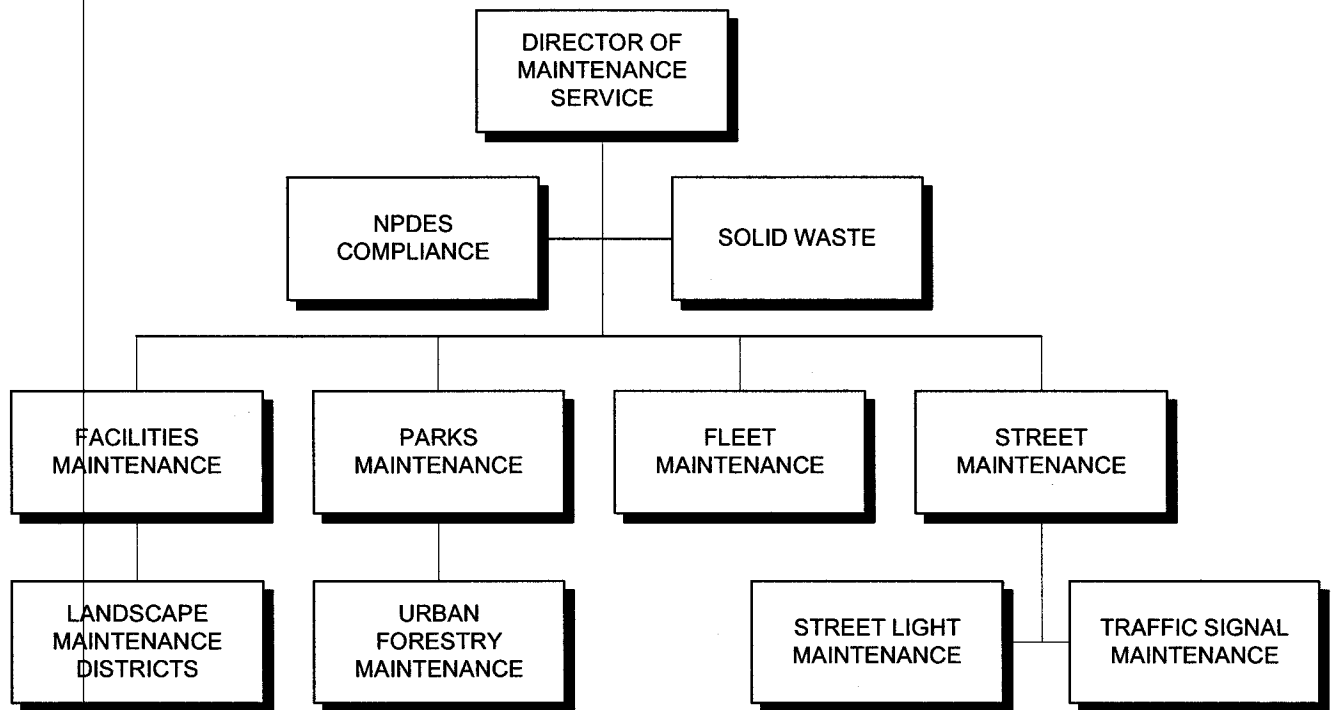 DIRECTOR OF
MAINTENANCE
SERVICE
NPDES
COMPLIANCE
SOLID WASTE
FACILITIES
MAINTENANCE
PARKS
MAINTENANCE
FLEET
MAINTENANCE
STREET
MAINTENANCE
LANDSCAPE
MAINTENANCE
DISTRICTS
URBAN
FORESTRY
MAINTENANCE
STREET LIGHT
MAINTENANCE
TRAFFIC SIGNAL
MAINTENANCE